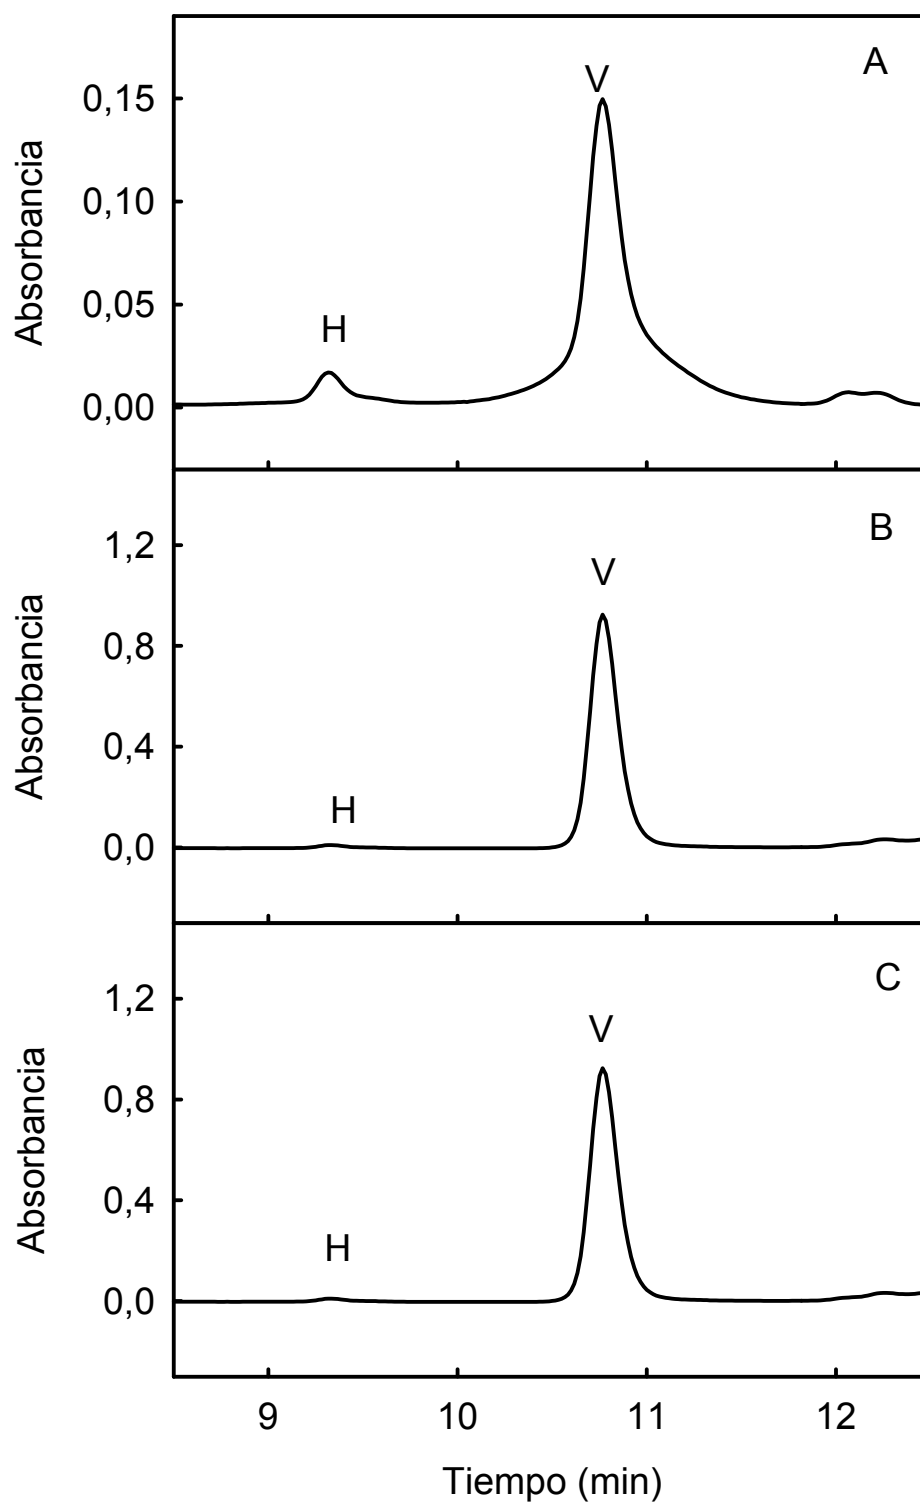 A
V
H
0,15
0,10
0,05
0,00
Absorbancia
B
V
H
1,2
0,8
0,4
0,0
Absorbancia
C
V
H
1,2
0,8
0,4
0,0
Absorbancia
9 10 11 12
Tiempo (min)